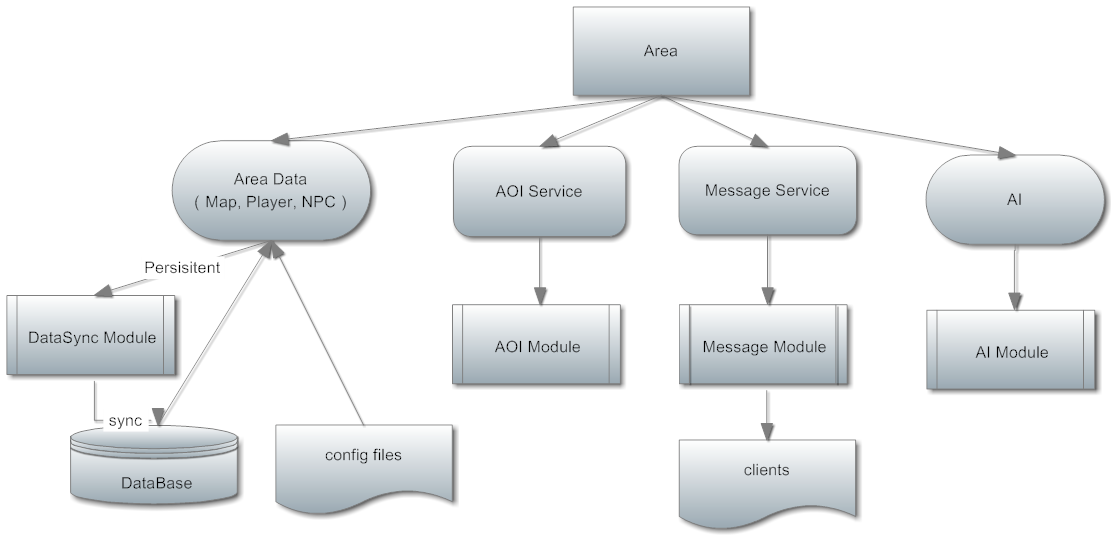 Area
Area Data
( Map, Player, NPC )
AOI Service
Message Service
AI
Persisitent
DataSync Module
AOI Module
Message Module
AI Module
sync
DataBase
config files
clients